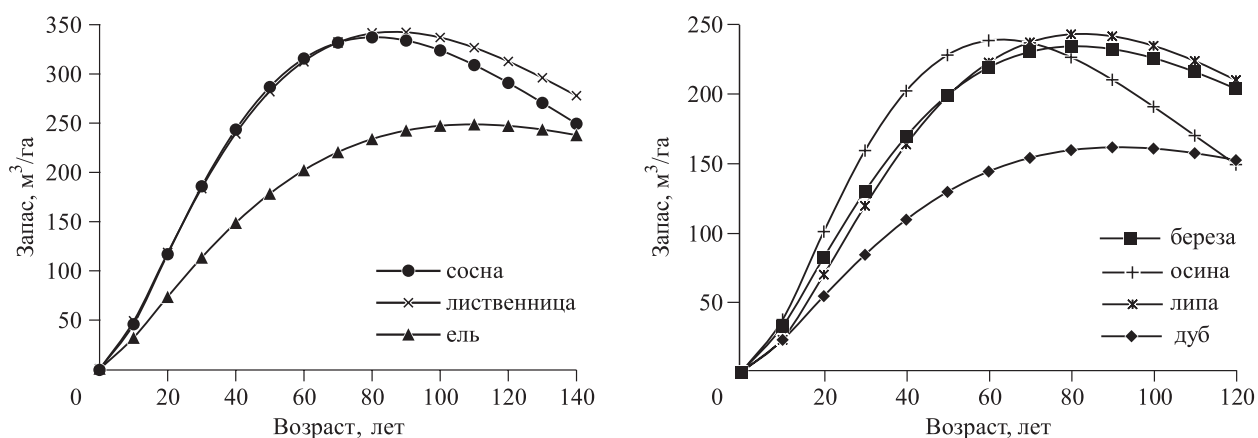 Запас, м³/га
350
300
250
200
150
100
50
0
20
40
60
80
100
120
140
Возраст, лет
сосна
лиственница
ель
Запас, м³/га
250
200
150
100
50
0
20
40
60
80
100
120
Возраст, лет
береза
осина
липа
дуб